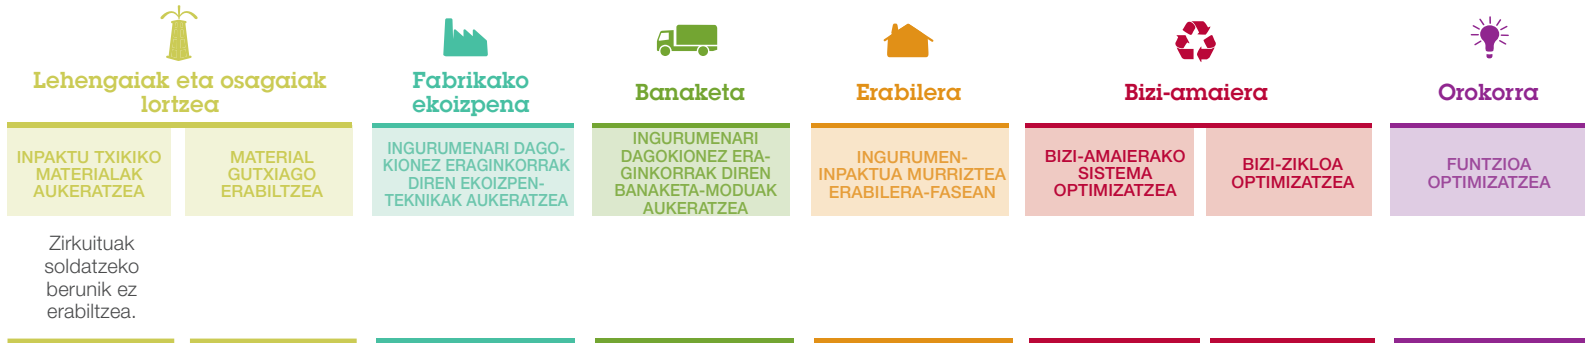 Lehengaiak eta osagaiak
lortzea
Fabrikako
ekoizpena
Banaketa
Erabilera
Bizi-amaiera
Orokorra
INPAKTU TXIKIKO
MATERIALAK
AUKERATZEA
MATERIAL
GUTXIAGO
ERABILTZEA
INGURUMENARI DAGO-
KIONEZ ERAGINKORRAK
DIREN EKOIZPEN-
TEKNIKAK AUKERATZEA
INGURUMENARI
DAGOKIONEZ ERA-
GINKORRAK DIREN
BANAKETA-MODUAK
AUKERATZEA
INGURUMEN-
INPAKTUA MURRIZTEA
ERABILERA-FASEAN
BIZI-AMAIERAKO
SISTEMA
OPTIMIZATZEA
BIZI-ZIKLOA
OPTIMIZATZEA
FUNTZIOA
OPTIMIZATZEA
Zirkuituak
soldatzeko
berunik ez
erabiltzea.